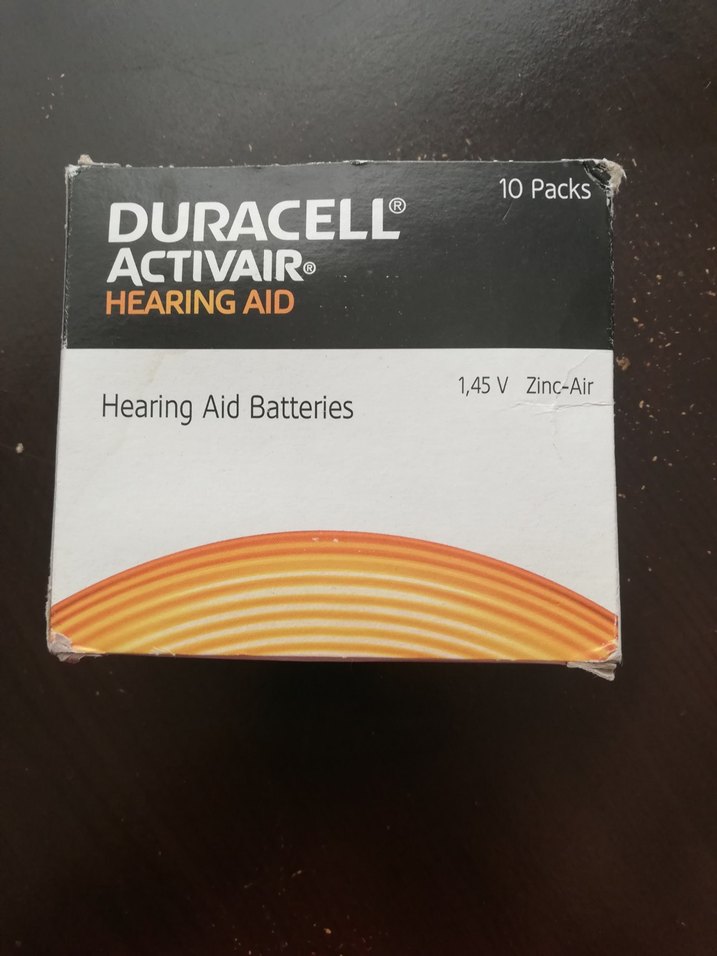 10 Packs
DURACELL®
ACTIVAIR®
HEARING AID
1,45 V Zinc-Air
Hearing Aid Batteries